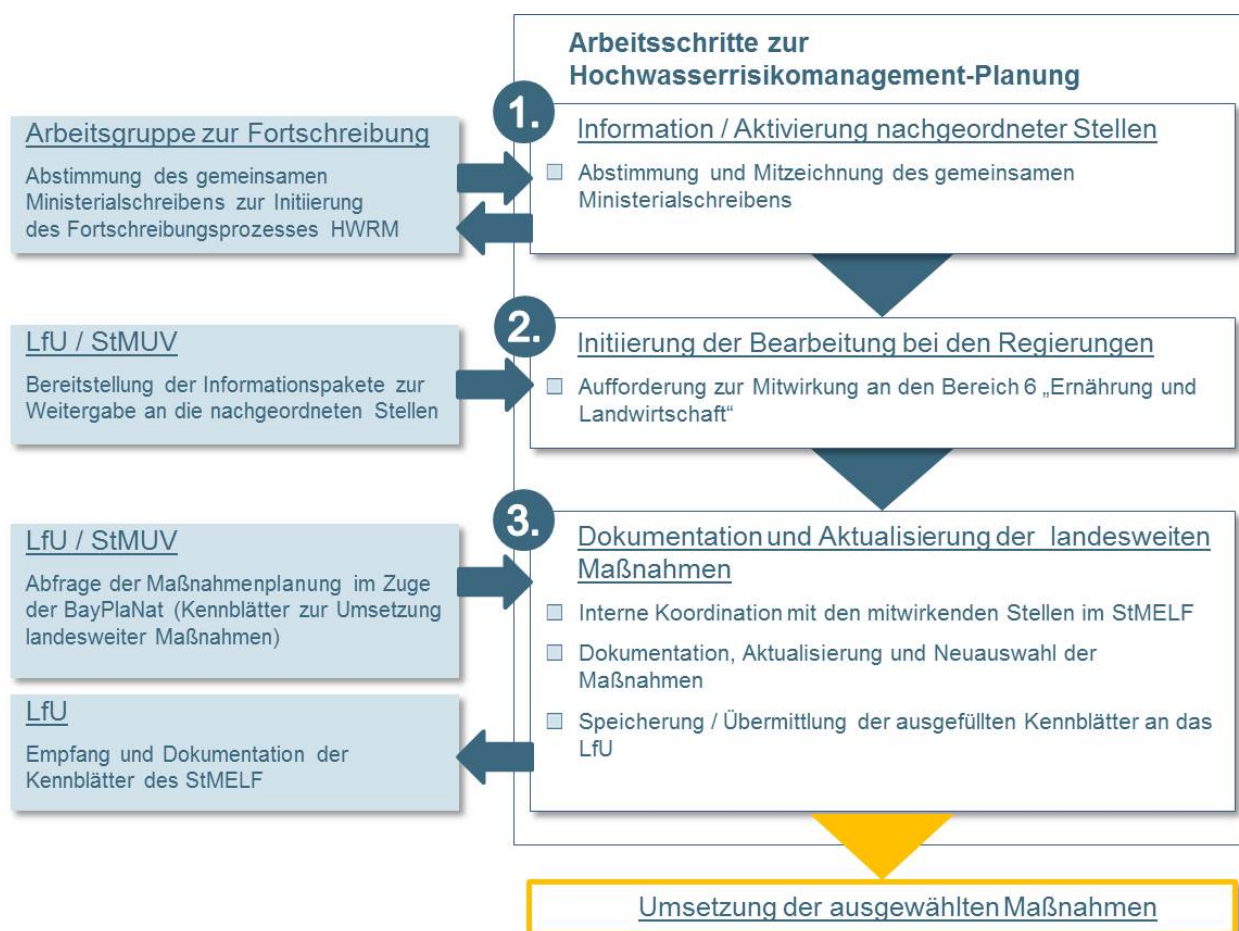 Arbeitsschritte zur
Hochwasserrisikomanagement-Planung
Arbeitsgruppe zur Fortschreibung
Abstimmung des gemeinsamen
Ministerialschreibens zur Initiierung
des Fortschreibungsprozesses HWRM
1.
Information / Aktivierung nachgeordneter Stellen
Abstimmung und Mitzeichnung des gemeinsamen
Ministerialschreibens
LfU / StMUV
Bereitstellung der Informationspakete zur
Weitergabe an die nachgeordneten Stellen
2.
Initiierung der Bearbeitung bei den Regierungen
Aufforderung zur Mitwirkung an den Bereich 6 „Ernährung und
Landwirtschaft“
LfU / StMUV
Abfrage der Maßnahmenplanung im Zuge
der BayPlaNat (Kennblätter zur Umsetzung
landesweiter Maßnahmen)
3.
Dokumentation und Aktualisierung der landesweiten
Maßnahmen
Interne Koordination mit den mitwirkenden Stellen im StMELF
Dokumentation, Aktualisierung und Neuauswahl der
Maßnahmen
Speicherung / Übermittlung der ausgefüllten Kennblätter an das
LfU
LfU
Empfang und Dokumentation der
Kennblätter des StMELF
Umsetzung der ausgewählten Maßnahmen